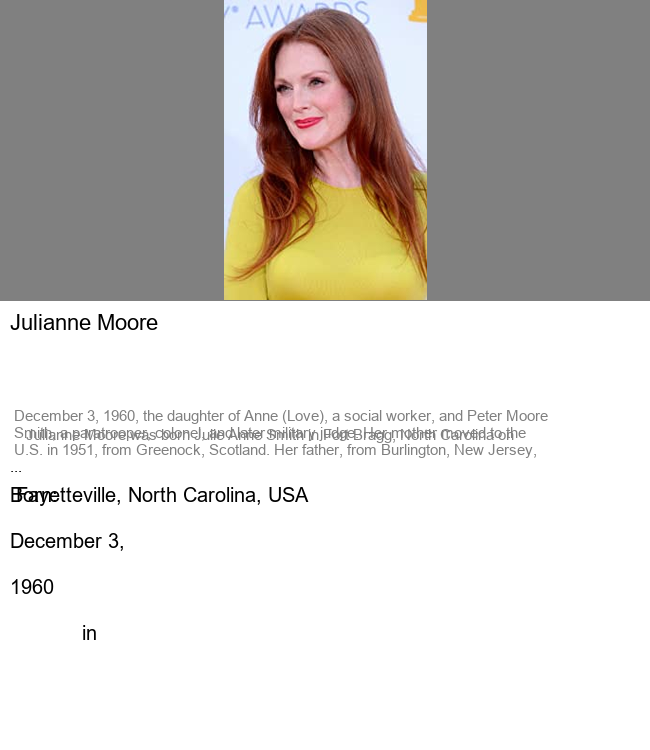 Y® AWARDS
Julianne Moore
Julianne Moore was born Julie Anne Smith in Fort Bragg, North Carolina on
December 3, 1960, the daughter of Anne (Love), a social worker, and Peter Moore
Smith, a paratrooper, colonel, and later military judge. Her mother moved to the
U.S. in 1951, from Greenock, Scotland. Her father, from Burlington, New Jersey,
...
Born: Fayetteville, North Carolina, USA
December 3,
1960
in